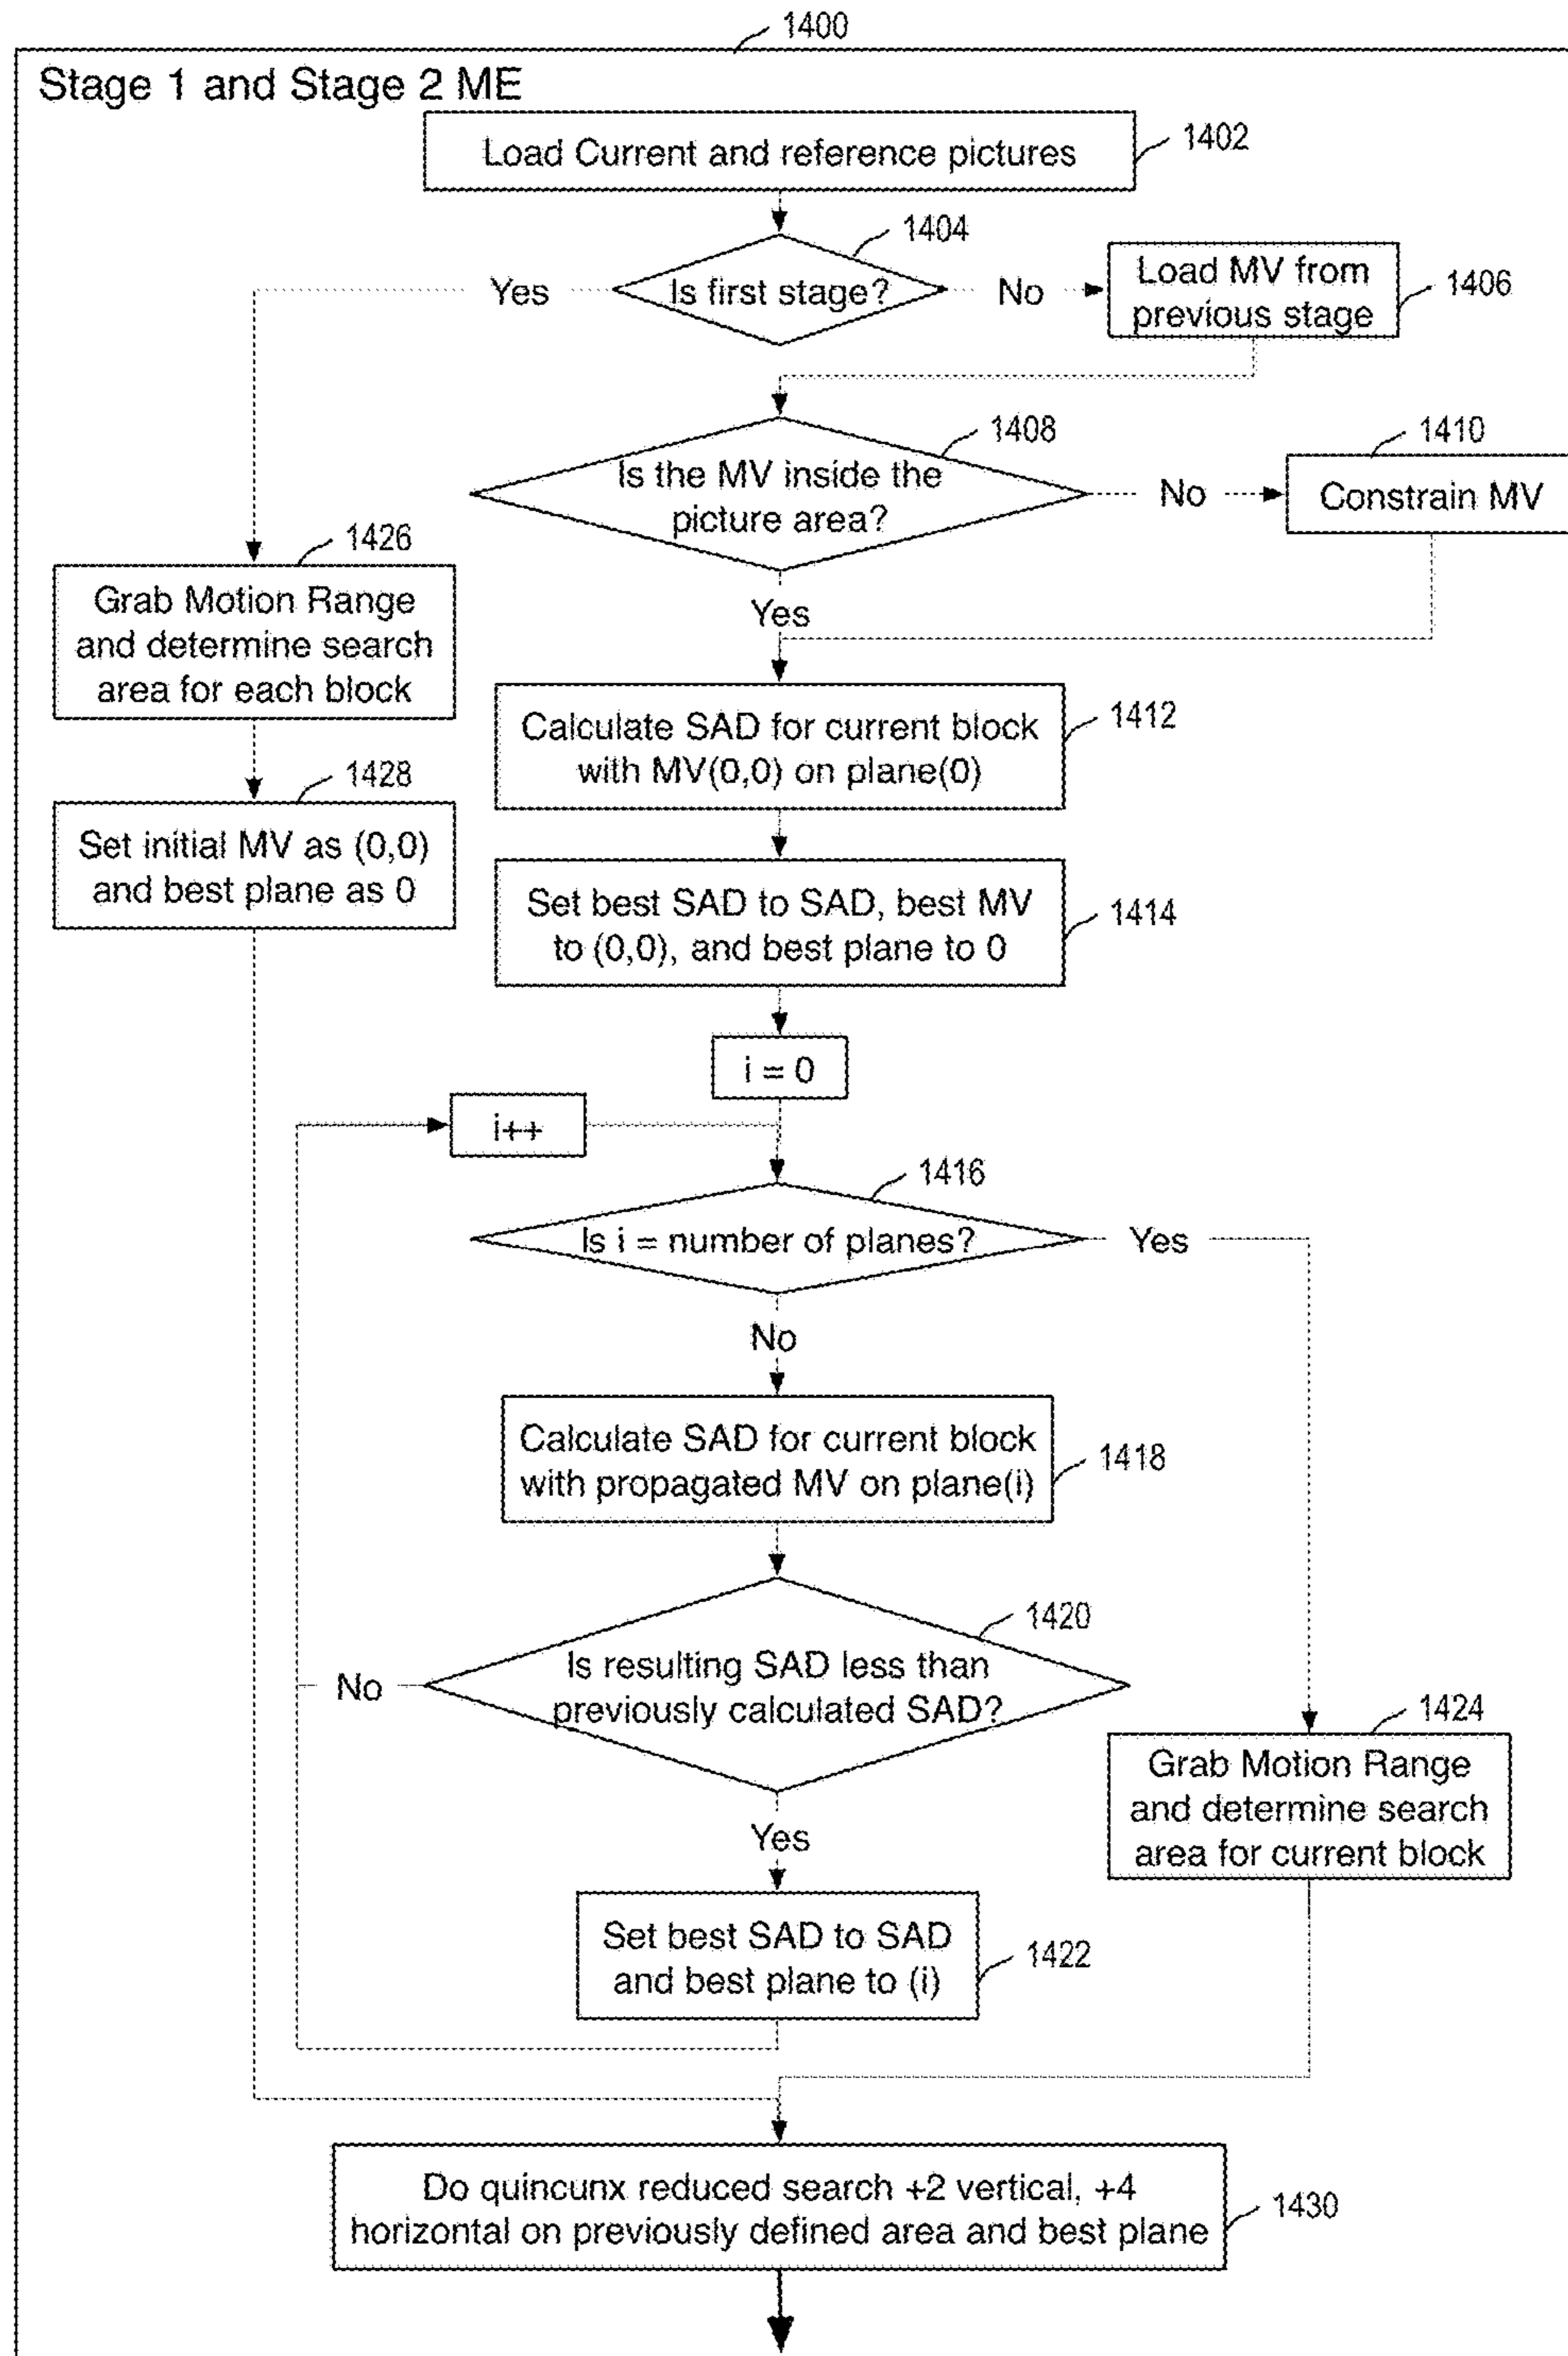 1400
Stage 1 and Stage 2 ME
Load Current and reference pictures
1402
1404
Is first stage?
Yes
No
Load MV from
previous stage
1406
1408
Is the MV inside the
picture area?
No
1410
Constrain MV
Yes
1426
Grab Motion Range
and determine search
area for each block
1428
Set initial MV as (0,0)
and best plane as 0
Calculate SAD for current block
with MV(0,0) on plane(0)
1412
Set best SAD to SAD, best MV
to (0,0), and best plane to 0
1414
i = 0
i++
1416
Is i = number of planes?
Yes
No
Calculate SAD for current block
with propagated MV on plane(i)
1418
1420
Is resulting SAD less than
previously calculated SAD?
No
Yes
1424
Grab Motion Range
and determine search
area for current block
Set best SAD to SAD
and best plane to (i)
1422
Do quincunx reduced search +2 vertical, +4
horizontal on previously defined area and best plane
1430